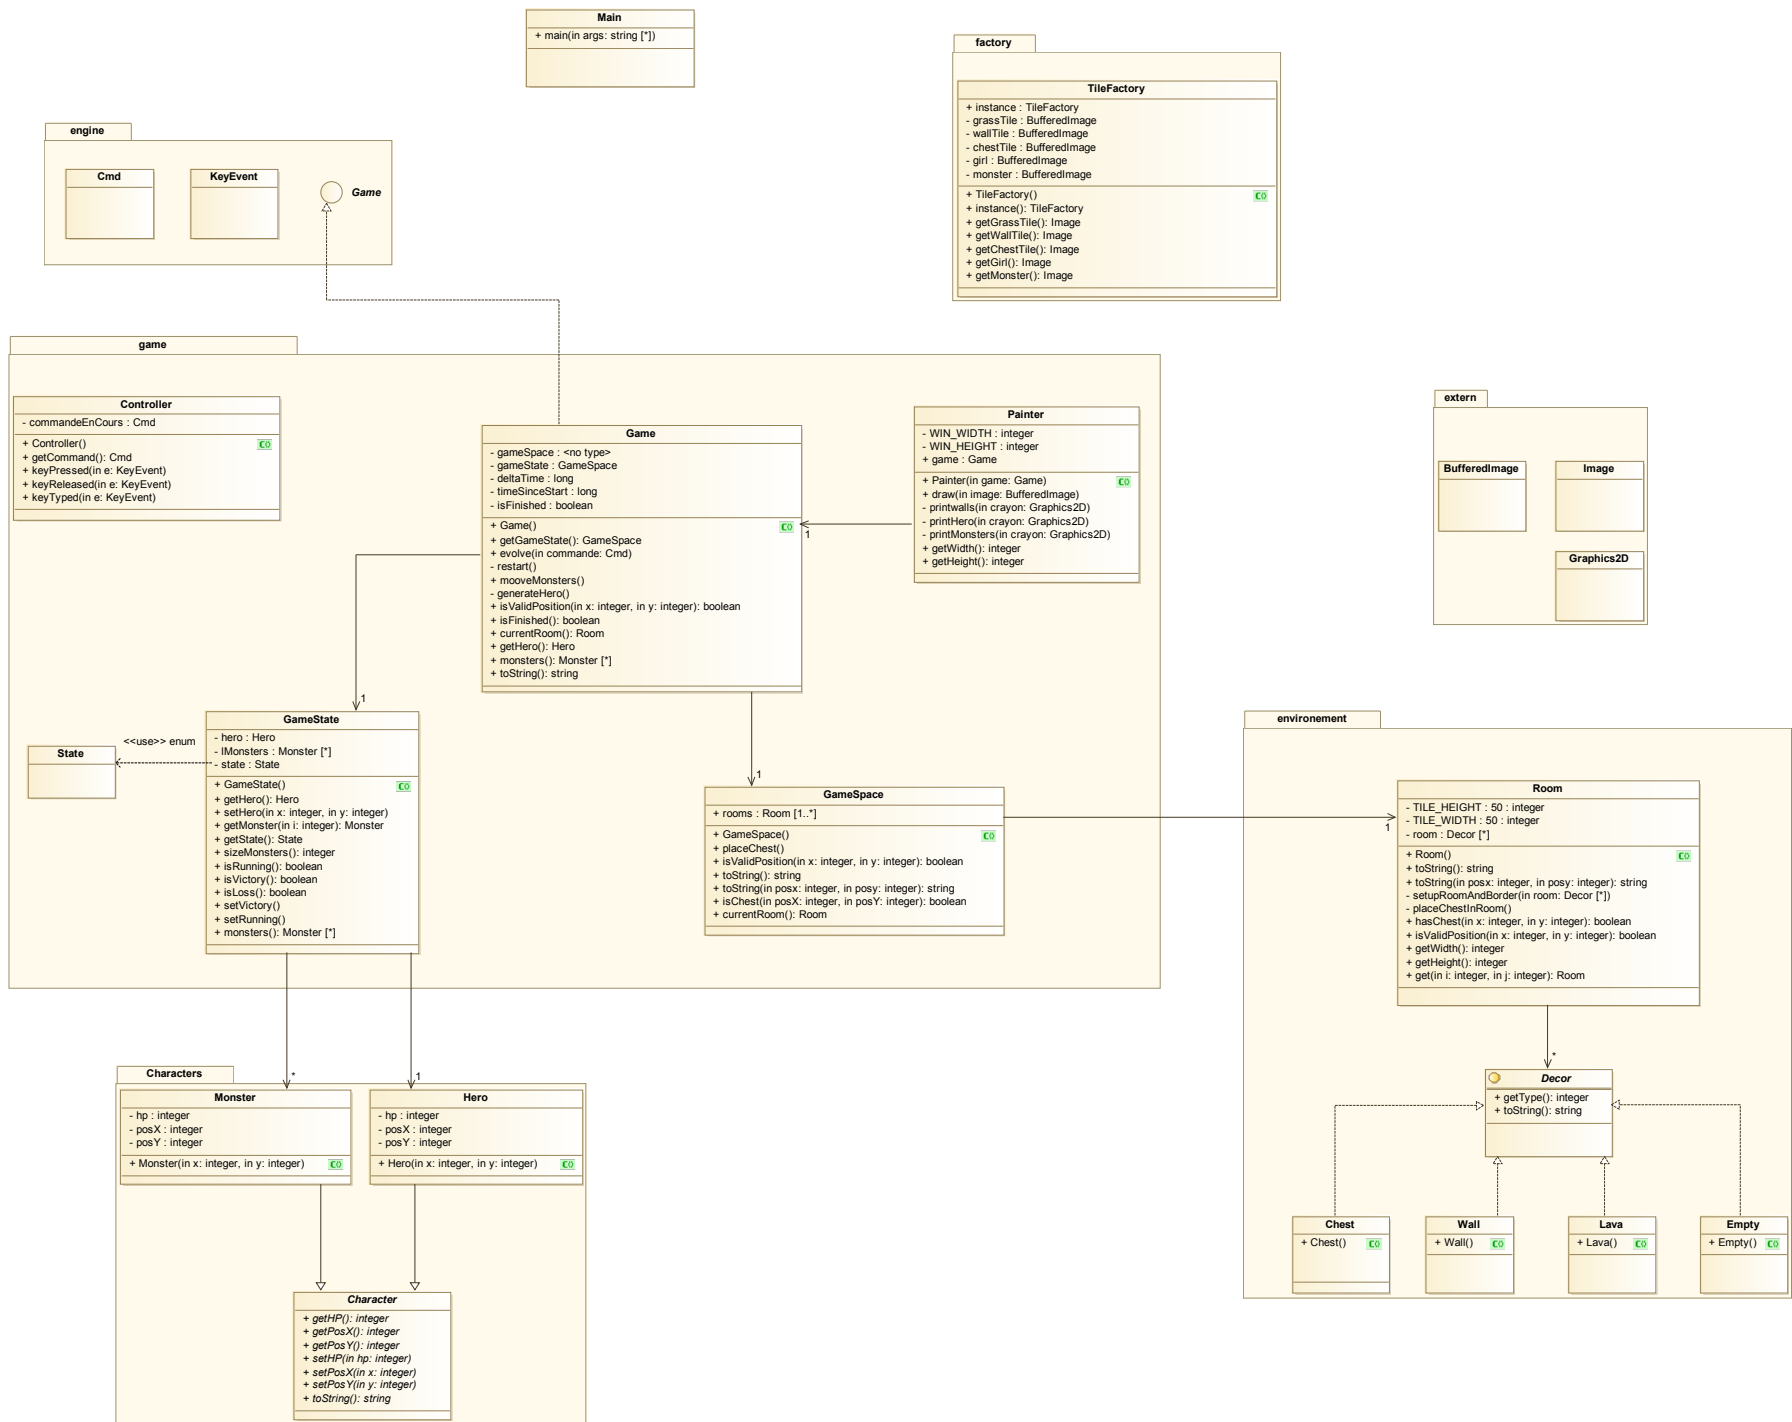 Main
+ main(in args: string [*])
factory
TileFactory
+ instance : TileFactory
- grassTile : BufferedImage
- wallTile : BufferedImage
- chestTile : BufferedImage
- girl : BufferedImage
- monster : BufferedImage
+ TileFactory()
+ instance(): TileFactory
+ getGrassTile(): Image
+ getWallTile(): Image
+ getChestTile(): Image
+ getGirl(): Image
+ getMonster(): Image
engine
Cmd
KeyEvent
Game
game
Controller
- commandeEnCours : Cmd
+ Controller()
+ getCommand(): Cmd
+ keyPressed(in e: KeyEvent)
+ keyReleased(in e: KeyEvent)
+ keyTyped(in e: KeyEvent)
Game
- gameSpace : <no type>
- gameState : GameSpace
- deltaTime : long
- timeSinceStart : long
- isFinished : boolean
+ Game()
+ getGameState(): GameSpace
+ evolve(in commande: Cmd)
- restart()
+ mooveMonsters()
- generateHero()
+ isValidPosition(in x: integer, in y: integer): boolean
+ isFinished(): boolean
+ currentRoom(): Room
+ getHero(): Hero
+ monsters(): Monster [*]
+ toString(): string
Painter
- WIN_WIDTH : integer
- WIN_HEIGHT : integer
+ game : Game
+ Painter(in game: Game)
+ draw(in image: BufferedImage)
- printwalls(in crayon: Graphics2D)
- printHero(in crayon: Graphics2D)
- printMonsters(in crayon: Graphics2D)
+ getWidth(): integer
+ getHeight(): integer
1
extern
BufferedImage
Image
Graphics2D
1
GameState
- hero : Hero
- lMonsters : Monster [*]
- state : State
+ GameState()
+ getHero(): Hero
+ setHero(in x: integer, in y: integer)
+ getMonster(in i: integer): Monster
+ getState(): State
+ sizeMonsters(): integer
+ isRunning(): boolean
+ isVictory(): boolean
+ isLoss(): boolean
+ setVictory()
+ setRunning()
+ monsters(): Monster [*]
<<use>> enum
State
1
GameSpace
+ rooms : Room [1..*]
+ GameSpace()
+ placeChest()
+ isValidPosition(in x: integer, in y: integer): boolean
+ toString(): string
+ toString(in posx: integer, in posy: integer): string
+ isChest(in posX: integer, in posY: integer): boolean
+ currentRoom(): Room
environement
1
Room
- TILE_HEIGHT : 50 : integer
- TILE_WIDTH : 50 : integer
- room : Decor [*]
+ Room()
+ toString(): string
+ toString(in posx: integer, in posy: integer): string
- setupRoomAndBorder(in room: Decor [*])
- placeChestInRoom()
+ hasChest(in x: integer, in y: integer): boolean
+ isValidPosition(in x: integer, in y: integer): boolean
+ getWidth(): integer
+ getHeight(): integer
+ get(in i: integer, in j: integer): Room
*
Decor
+ getType(): integer
+ toString(): string
Chest
+ Chest()
Wall
+ Wall()
Lava
+ Lava()
Empty
+ Empty()
Characters
*
1
Monster
- hp : integer
- posX : integer
- posY : integer
+ Monster(in x: integer, in y: integer)
Hero
- hp : integer
- posX : integer
- posY : integer
+ Hero(in x: integer, in y: integer)
Character
+ getHP(): integer
+ getPosX(): integer
+ getPosY(): integer
+ setHP(in hp: integer)
+ setPosX(in x: integer)
+ setPosY(in y: integer)
+ toString(): string